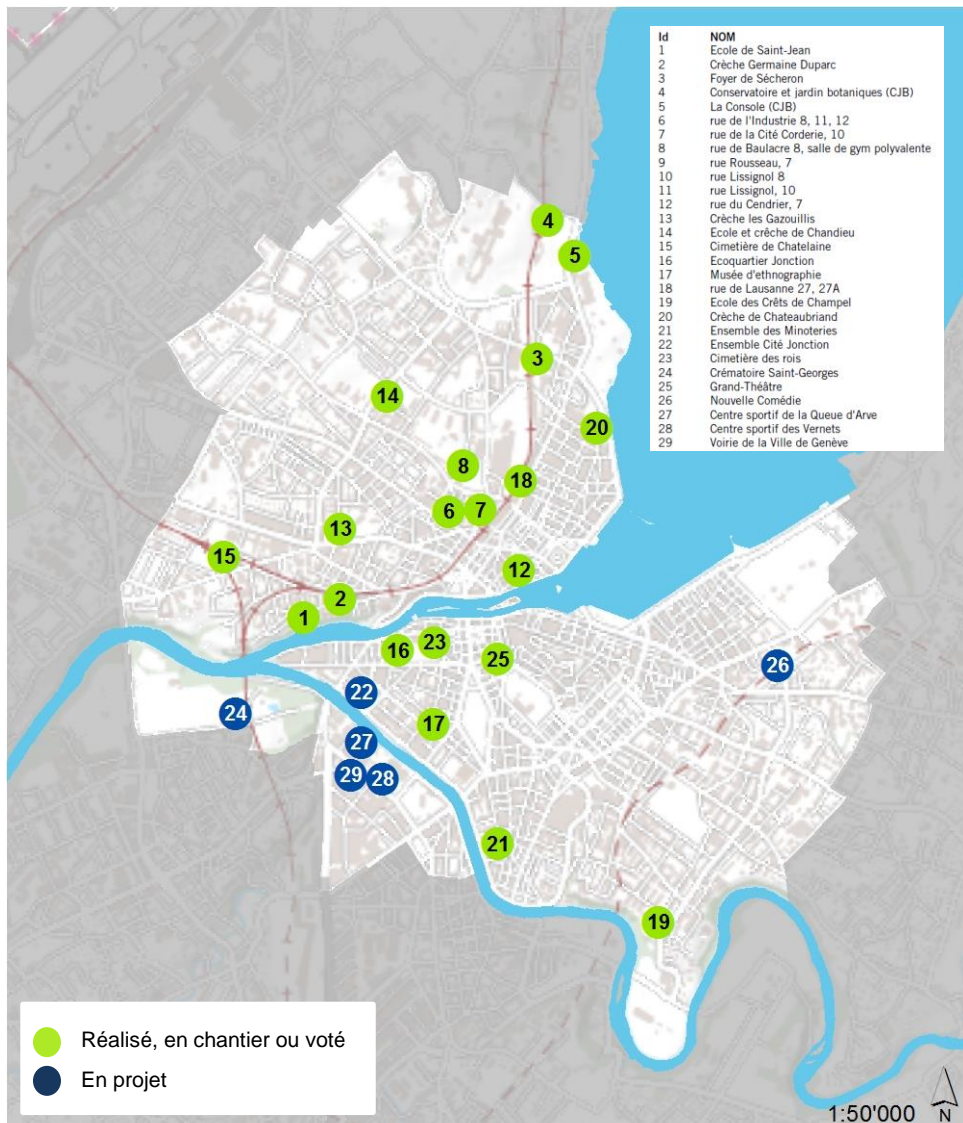 Id NOM
1 Ecole de Saint-Jean
2 Crèche Germaine Duparc
3 Foyer de Sécheron
4 Conservatoire et jardin botaniques (CJB)
5 La Console (CJB)
6 rue de l'Industrie 8, 11, 12
7 rue de la Cité Corderie, 10
8 rue de Baulacre 8, salle de gym polyvalente
9 rue Rousseau, 7
10 rue Lissignol 8
11 rue Lissignol, 10
12 rue du Cendrier, 7
13 Crèche les Gazouillis
14 Ecole et crêche de Chandieu
15 Cimetière de Chatelaine
16 Ecoquartier Jonction
17 Musée d'ethnographie
18 rue de Lausanne 27, 27A
19 Ecole des Crêts de Champel
20 Crèche de Chateaubriand
21 Ensemble des Minoteries
22 Ensemble Cité Jonction
23 Cimetière des rois
24 Crématoire Saint-Georges
25 Grand-Théâtre
26 Nouvelle Comédie
27 Centre sportif de la Queue d'Arve
28 Centre sportif des Vernets
29 Voirie de la Ville de Genève
4
5
3
14
20
8
18
6
7
13
15
12
2
1
23
16
25
26
22
24
17
27
29
28
21
19
Réalisé, en chantier ou voté
En projet
1:50'000
N